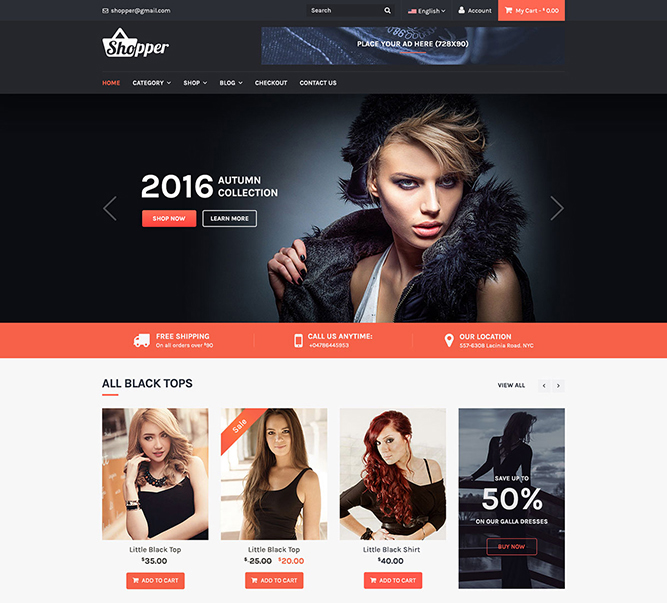 shopper@gmail.com
Search
English
Account
My Cart - $ 0.00
Shopper
PLACE YOUR AD HERE (728X90)
HOME
CATEGORY
SHOP
BLOG
CHECKOUT
CONTACT US
2016 AUTUMN
COLLECTION
SHOP NOW
LEARN MORE
FREE SHIPPING
On all orders over $90
CALL US ANYTIME:
+04786445953
OUR LOCATION
557-6308 Lacinia Road. NYC
ALL BLACK TOPS
VIEW ALL
Sale
SAVE UP TO
50%
ON OUR GALLA DRESSES
BUY NOW
Little Black Top
$35.00
ADD TO CART
Little Black Top
$25.00 $20.00
ADD TO CART
Little Black Shirt
$40.00
ADD TO CART